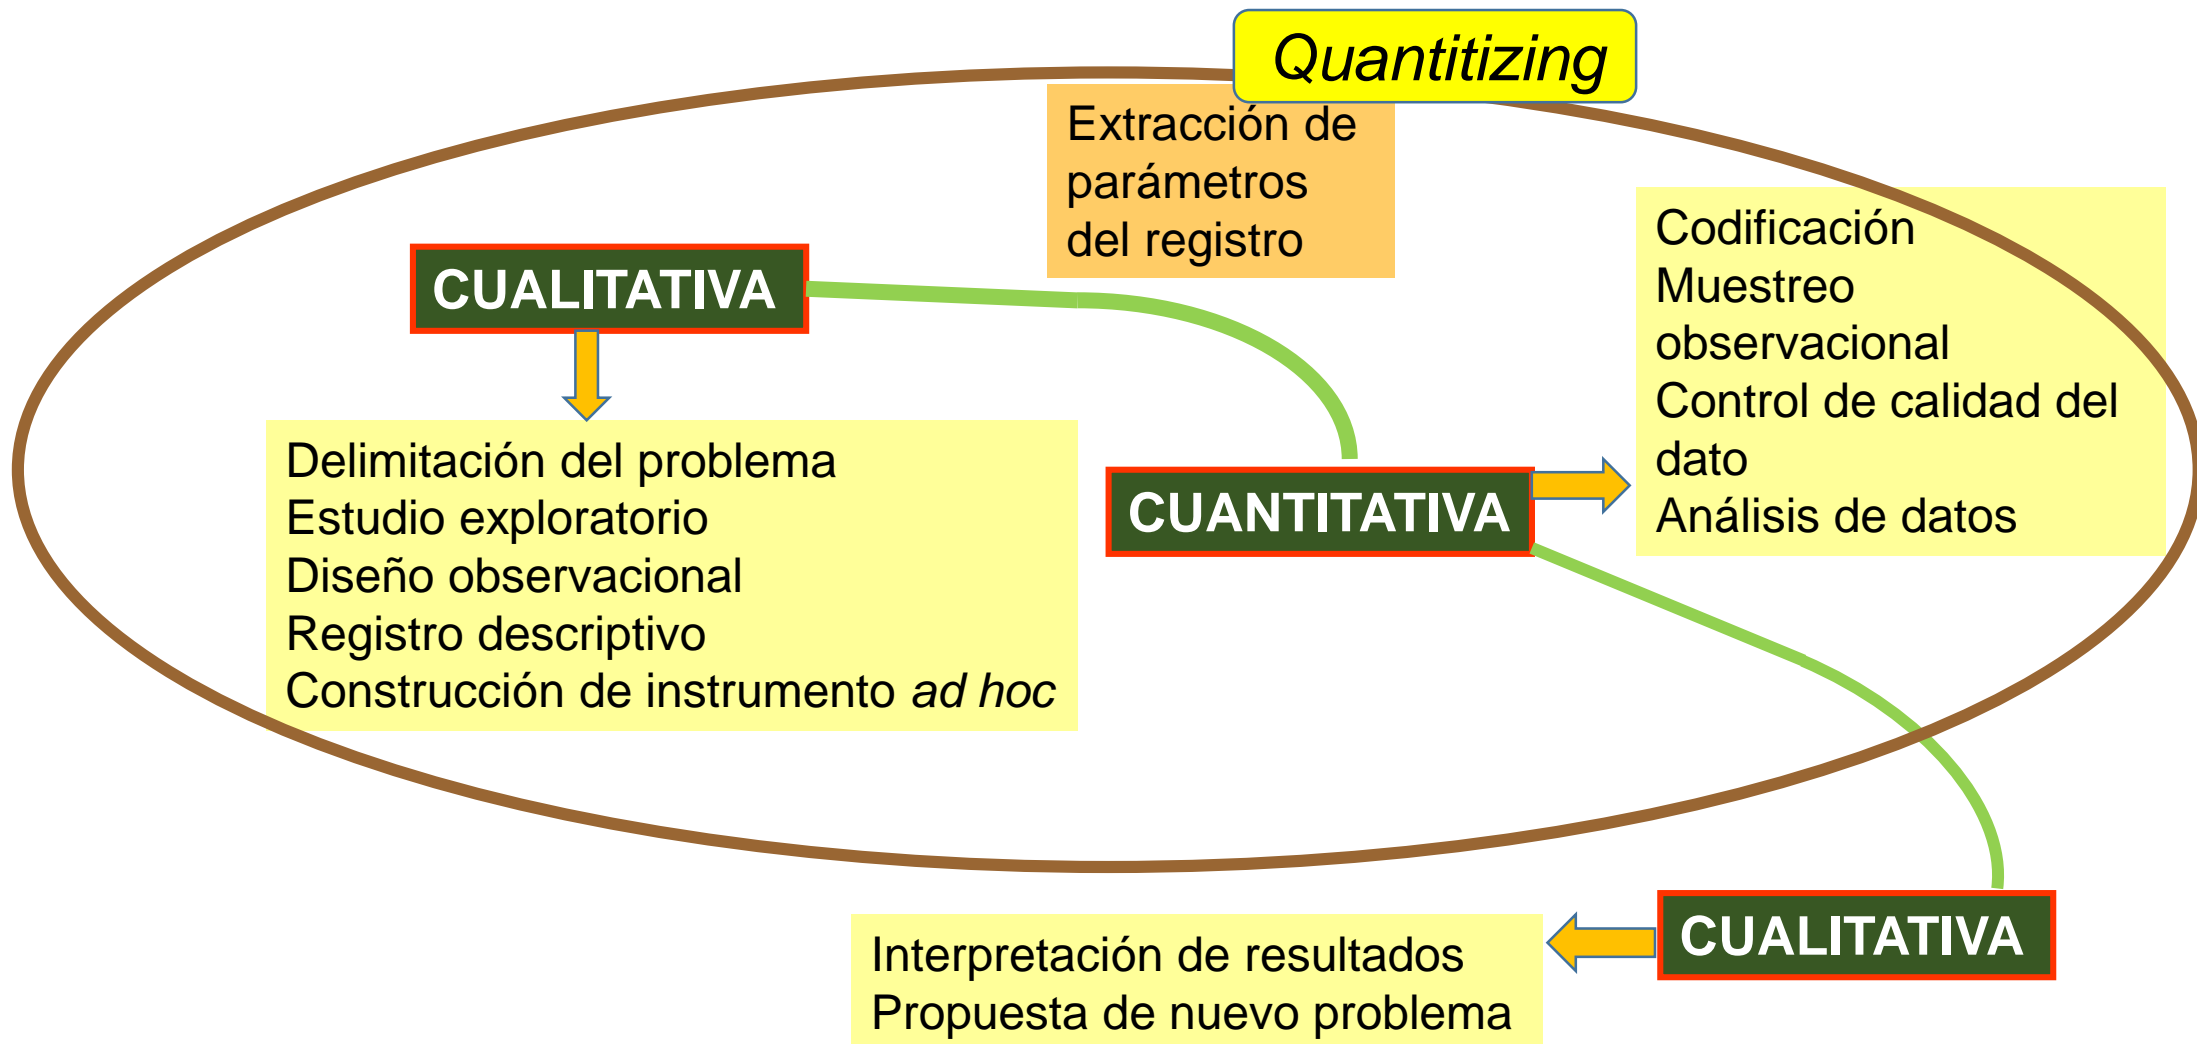 Quantitizing
Extracción de
parámetros
del registro
CUALITATIVA
Codificación
Muestreo
observacional
Control de calidad del
dato
Análisis de datos
Delimitación del problema
Estudio exploratorio
Diseño observacional
Registro descriptivo
Construcción de instrumento ad hoc
CUANTITATIVA
CUALITATIVA
Interpretación de resultados
Propuesta de nuevo problema